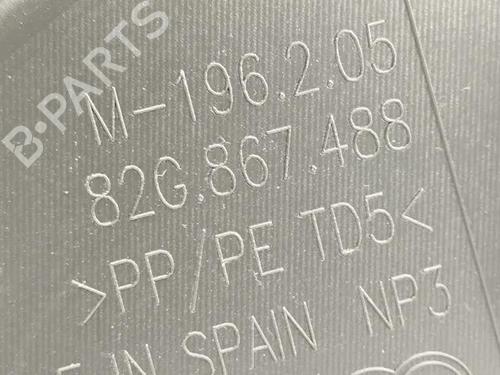 B-PARTS
M-196.2.05
82G 867.488
>PP/PE TD5<
IN SPAIN NP3